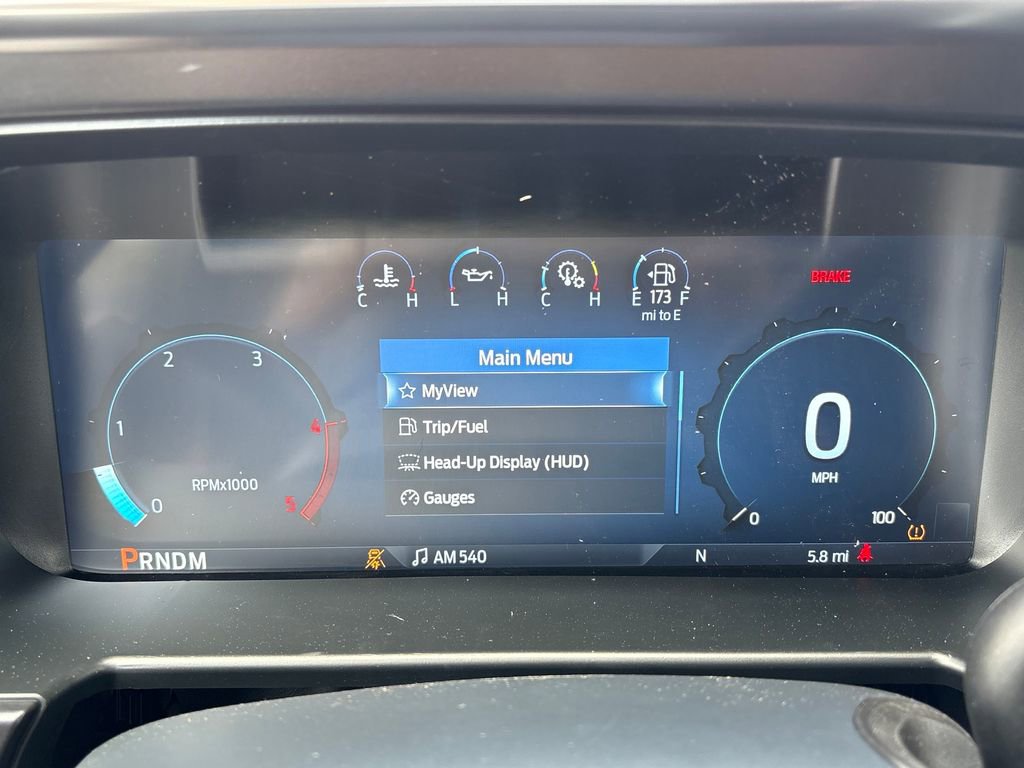 BRAKE
C H
L H
C H
E 173 F
mi to E
Main Menu
MyView
Trip/Fuel
Head-Up Display (HUD)
Gauges
0
1
2
3
4
5
RPMx1000
0
MPH
0
100
PRNDM
AM 540
N
5.8 mi